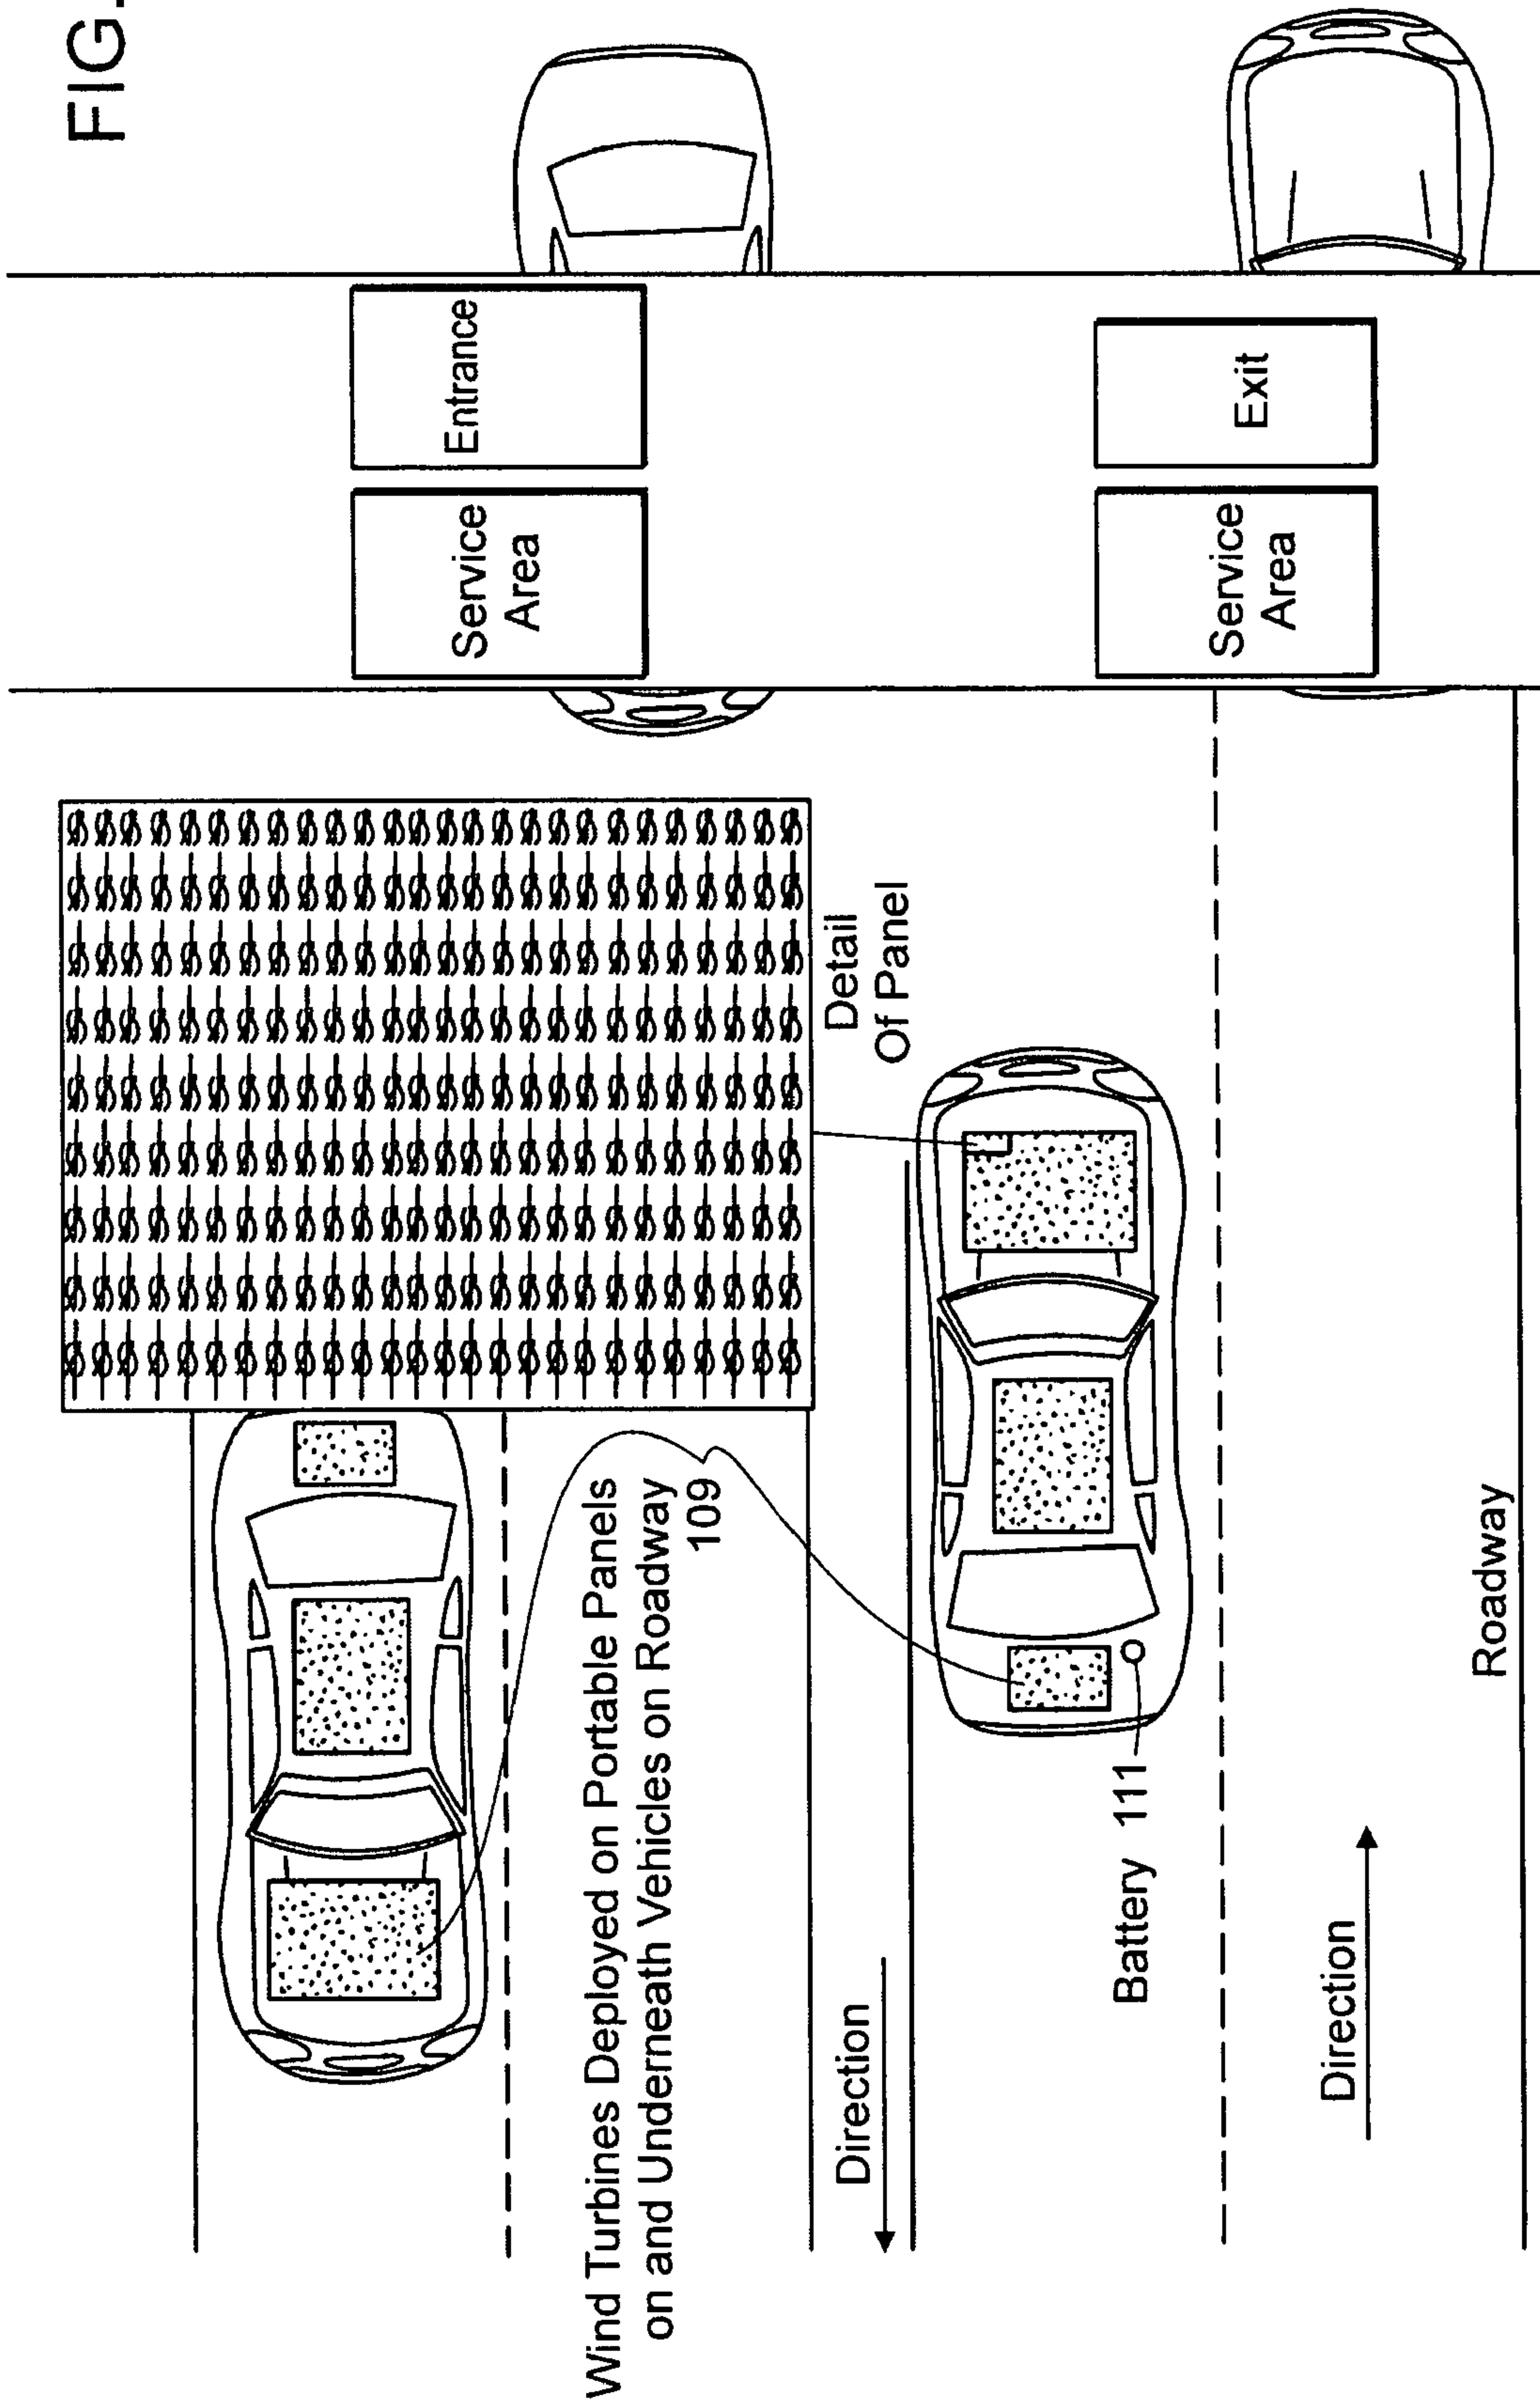 FIG.
Entrance
Service
Area
Exit
Service
Area
Detail
Of Panel
Wind Turbines Deployed on Portable Panels
on and Underneath Vehicles on Roadway
109
Direction
Battery 111
Direction
Roadway